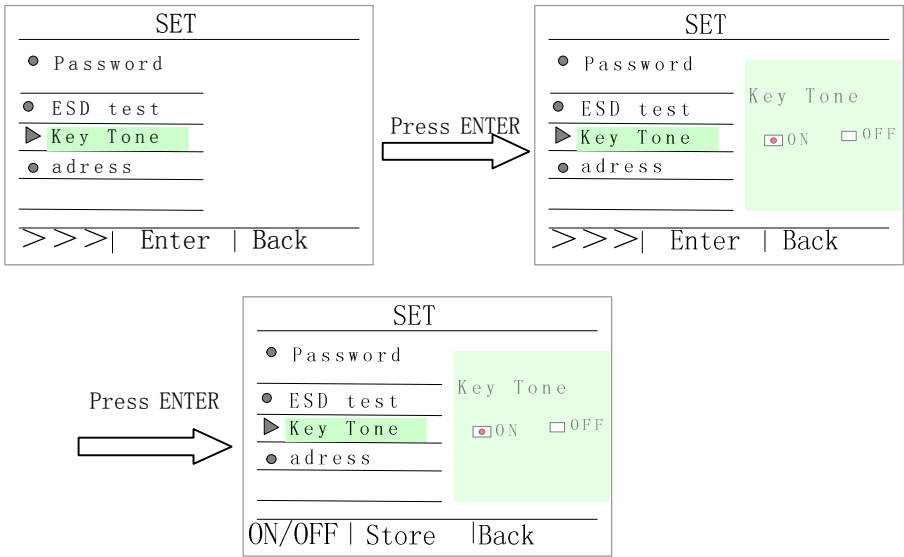 SET
Password
ESD test
Key Tone
adress
>>>| Enter | Back
Press ENTER
SET
Password
ESD test
Key Tone
adress
Key Tone
ON OFF
>>>| Enter | Back
Press ENTER
SET
Password
ESD test
Key Tone
adress
Key Tone
ON OFF
ON/OFF | Store |Back